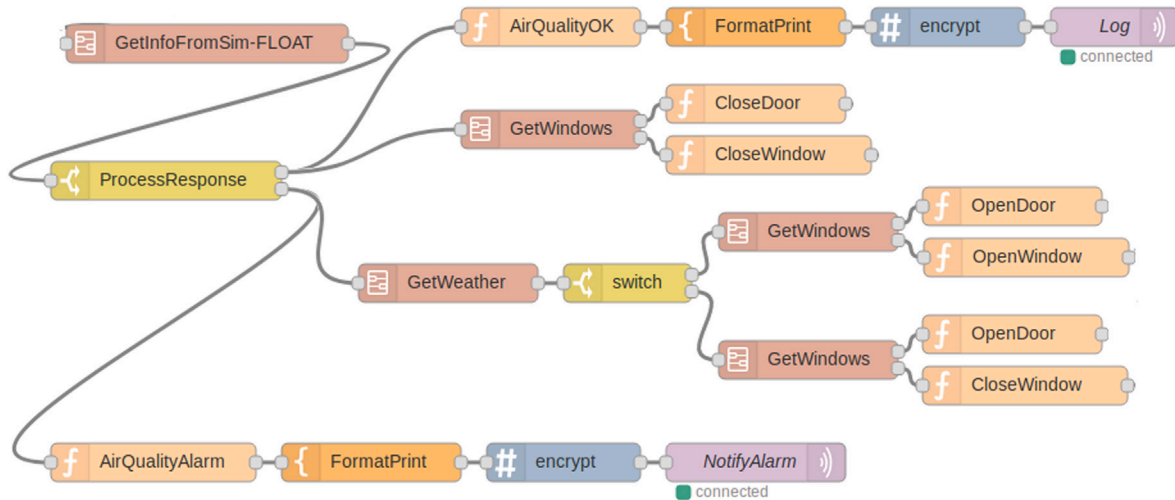 GetInfoFromSim-FLOAT
AirQualityOK
FormatPrint
encrypt
Log
connected
GetWindows
CloseDoor
CloseWindow
ProcessResponse
GetWeather
switch
GetWindows
OpenDoor
OpenWindow
GetWindows
OpenDoor
CloseWindow
AirQualityAlarm
FormatPrint
encrypt
NotifyAlarm
connected